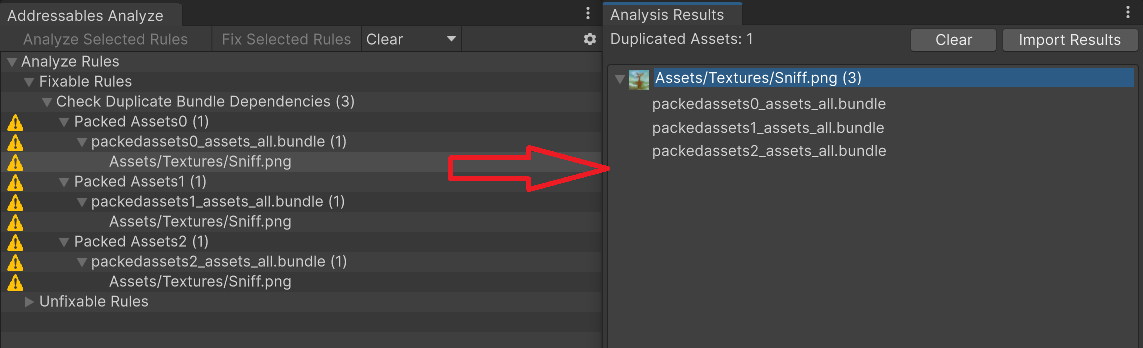 Addressables Analyze
Analyze Selected Rules Fix Selected Rules Clear
Analyze Rules
Fixable Rules
Check Duplicate Bundle Dependencies (3)
Packed Assets0 (1)
packedassets0_assets_all.bundle (1)
Assets/Textures/Sniff.png
Packed Assets1 (1)
packedassets1_assets_all.bundle (1)
Assets/Textures/Sniff.png
Packed Assets2 (1)
packedassets2_assets_all.bundle (1)
Assets/Textures/Sniff.png
Unfixable Rules
Analysis Results
Duplicated Assets: 1 Clear Import Results
Assets/Textures/Sniff.png (3)
packedassets0_assets_all.bundle
packedassets1_assets_all.bundle
packedassets2_assets_all.bundle